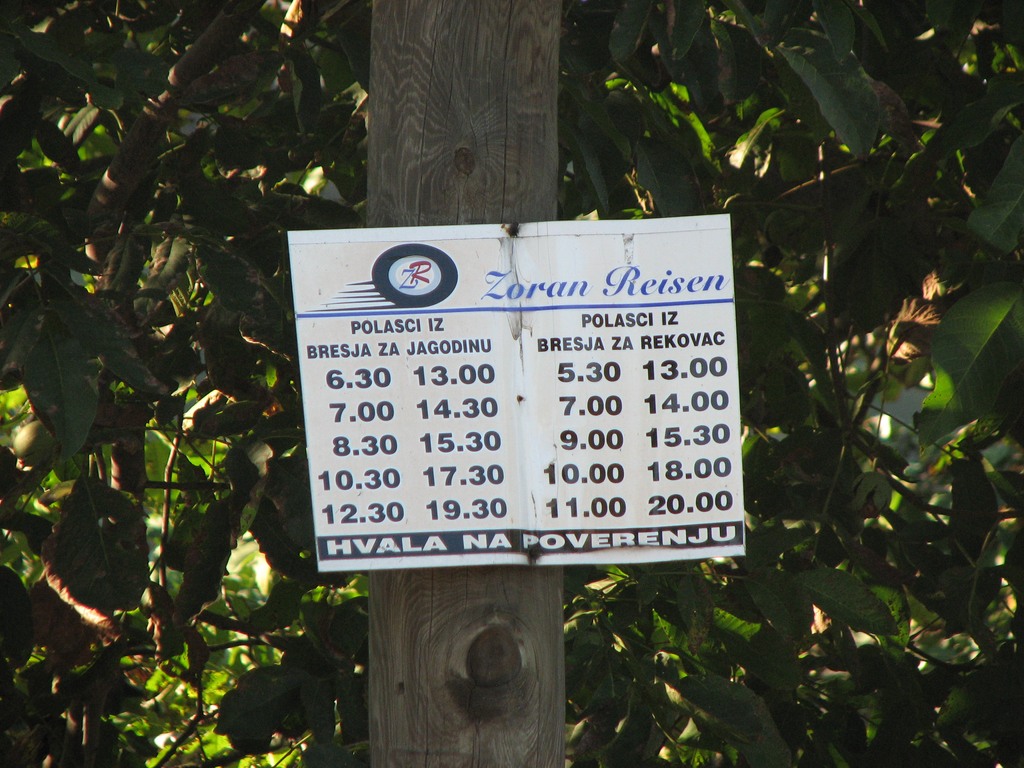 ZR
Zoran Reisen
POLASCI IZ
BRESJA ZA JAGODINU
6.30 13.00
7.00 14.30
8.30 15.30
10.30 17.30
12.30 19.30
POLASCI IZ
BRESJA ZA REKOVAC
5.30 13.00
7.00 14.00
9.00 15.30
10.00 18.00
11.00 20.00
HVALA NA POVERENJU